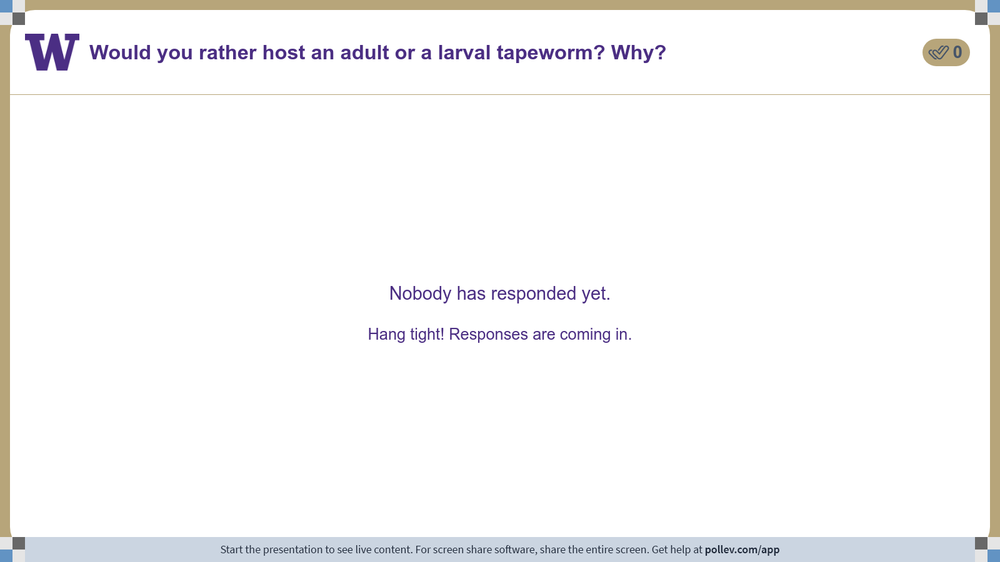 W
Would you rather host an adult or a larval tapeworm? Why?
0
Nobody has responded yet.
Hang tight! Responses are coming in.
Start the presentation to see live content. For screen share software, share the entire screen. Get help at pollev.com/app